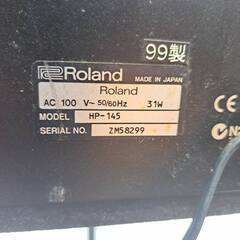 99製
Roland
MADE IN JAPAN
Roland
AC 100 V~50/60Hz 31W
MODEL HP-145
SERIAL NO. ZM58299
CE
N